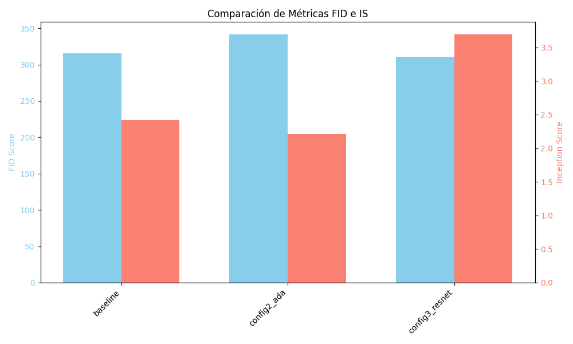 Comparación de Métricas FID e IS
350
300
250
200
150
100
50
0
FID Score
3.5
3.0
2.5
2.0
1.5
1.0
0.5
0.0
Inception Score
baseline
config2_ada
config3_resnet